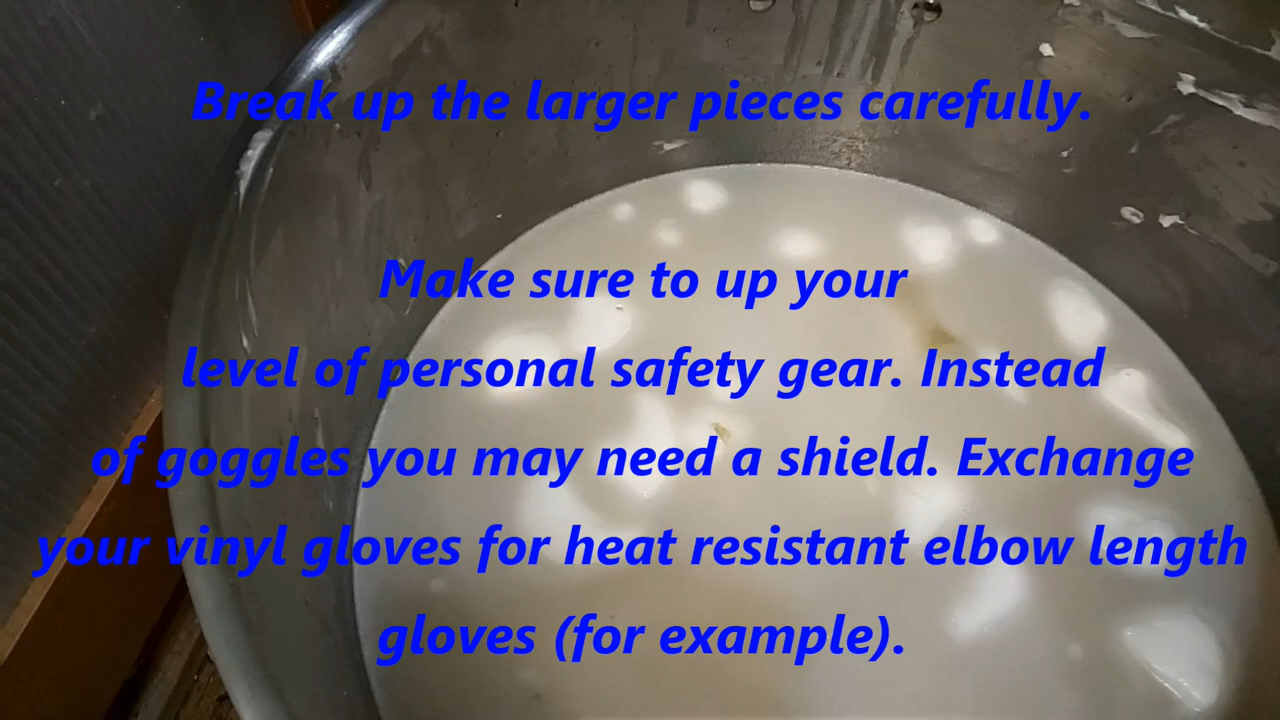 Break up the larger pieces carefully.
Make sure to up your
level of personal safety gear. Instead
of goggles you may need a shield. Exchange
your vinyl gloves for heat resistant elbow length
gloves (for example).